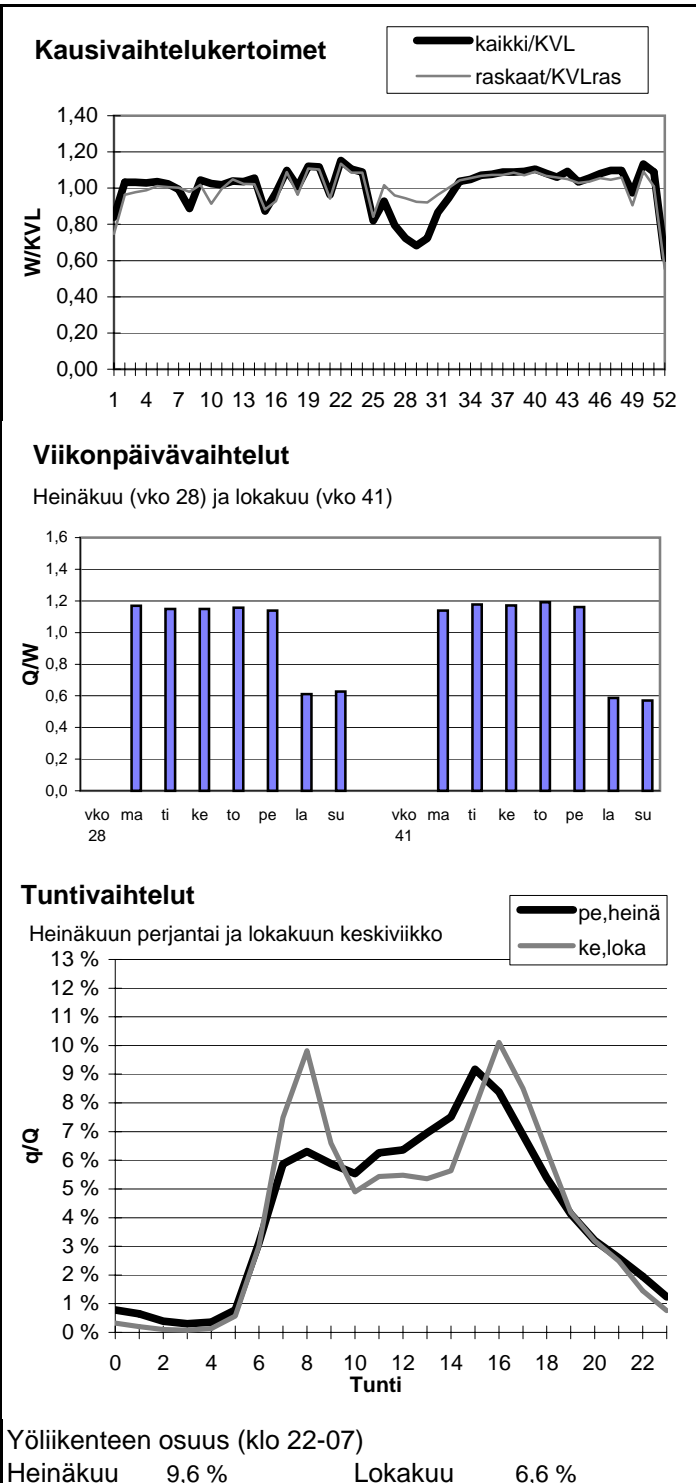 Kausivaihtelukertoimet
kaikki/KVL
raskaat/KVLras
1,40
1,20
1,00
0,80
0,60
0,40
0,20
0,00
W/KVL
1 4 7 10 13 16 19 22 25 28 31 34 37 40 43 46 49 52
Viikonpäivävaihtelut
Heinäkuu (vko 28) ja lokakuu (vko 41)
1,6
1,4
1,2
1,0
0,8
0,6
0,4
0,2
0,0
Q/W
vko ma ti ke to pe la su vko ma ti ke to pe la su
28 41
Tuntivaihtelut
pe,heinä
ke,loka
Heinäkuun perjantai ja lokakuun keskiviikko
13 %
12 %
11 %
10 %
9 %
8 %
7 %
6 %
5 %
4 %
3 %
2 %
1 %
0 %
q/Q
0 2 4 6 8 10 12 14 16 18 20 22
Tunti
Yöliikenteen osuus (klo 22-07)
Heinäkuu 9,6 % Lokakuu 6,6 %